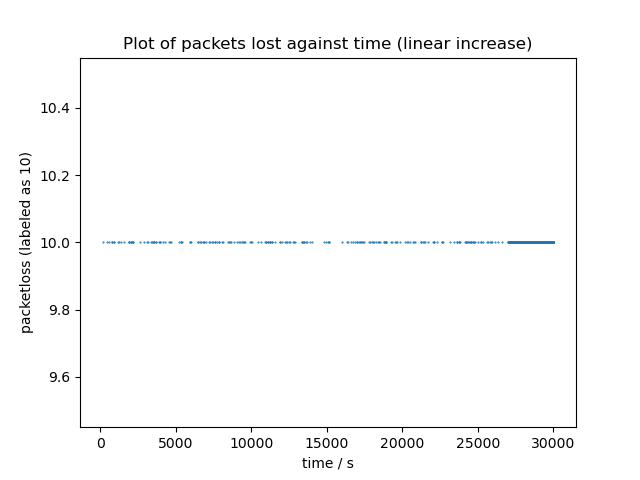 Plot of packets lost against time (linear increase)
packetloss (labeled as 10)
10.4
10.2
10.0
9.8
9.6
0 5000 10000 15000 20000 25000 30000
time / s